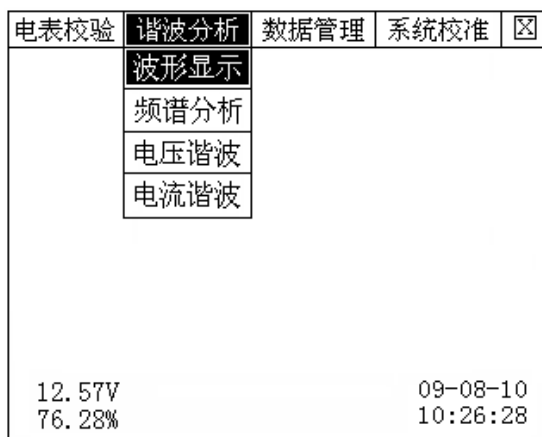 电表校验 谐波分析 数据管理 系统校准 ☒
波形显示
频谱分析
电压谐波
电流谐波
12.57V 09-08-10
76.28% 10:26:28